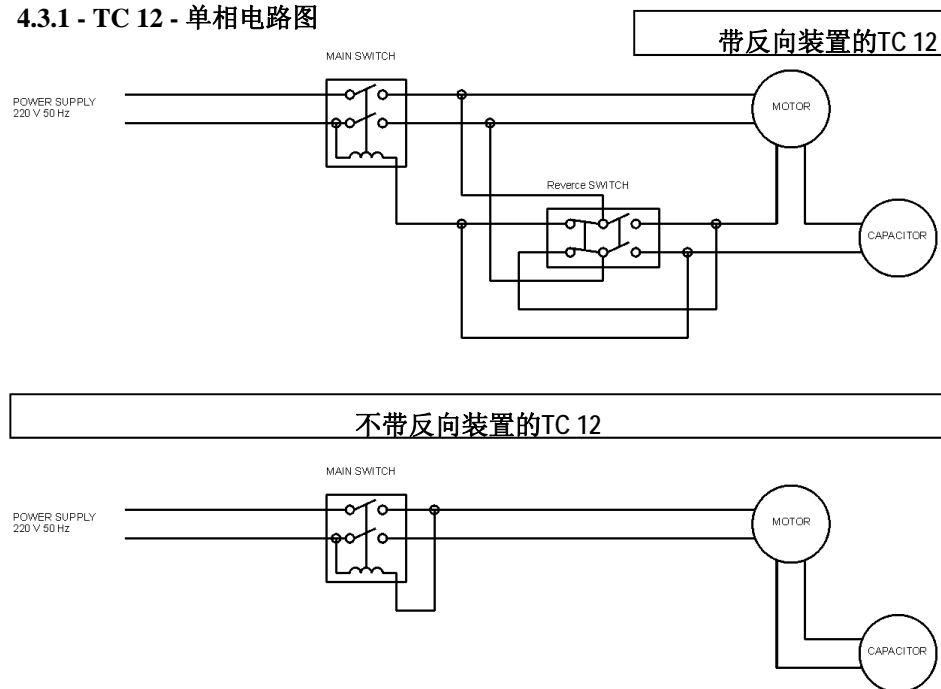 4.3.1 - TC 12 - 单相电路图
带反向装置的TC 12
MAIN SWITCH
POWER SUPPLY
220 V 50 Hz
MOTOR
Reverce SWITCH
CAPACITOR
不带反向装置的TC 12
MAIN SWITCH
POWER SUPPLY
220 V 50 Hz
MOTOR
CAPACITOR